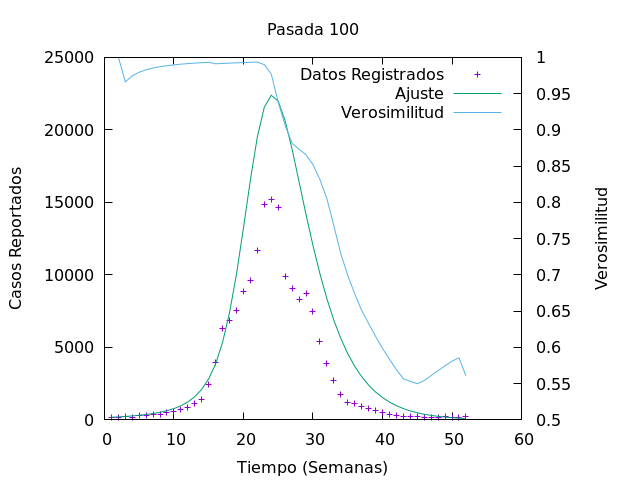 Pasada 100
Datos Registrados
Ajuste
Verosimilitud
25000
20000
15000
10000
5000
0
Casos Reportados
1
0.95
0.9
0.85
0.8
0.75
0.7
0.65
0.6
0.55
0.5
Verosimilitud
0 10 20 30 40 50 60
Tiempo (Semanas)